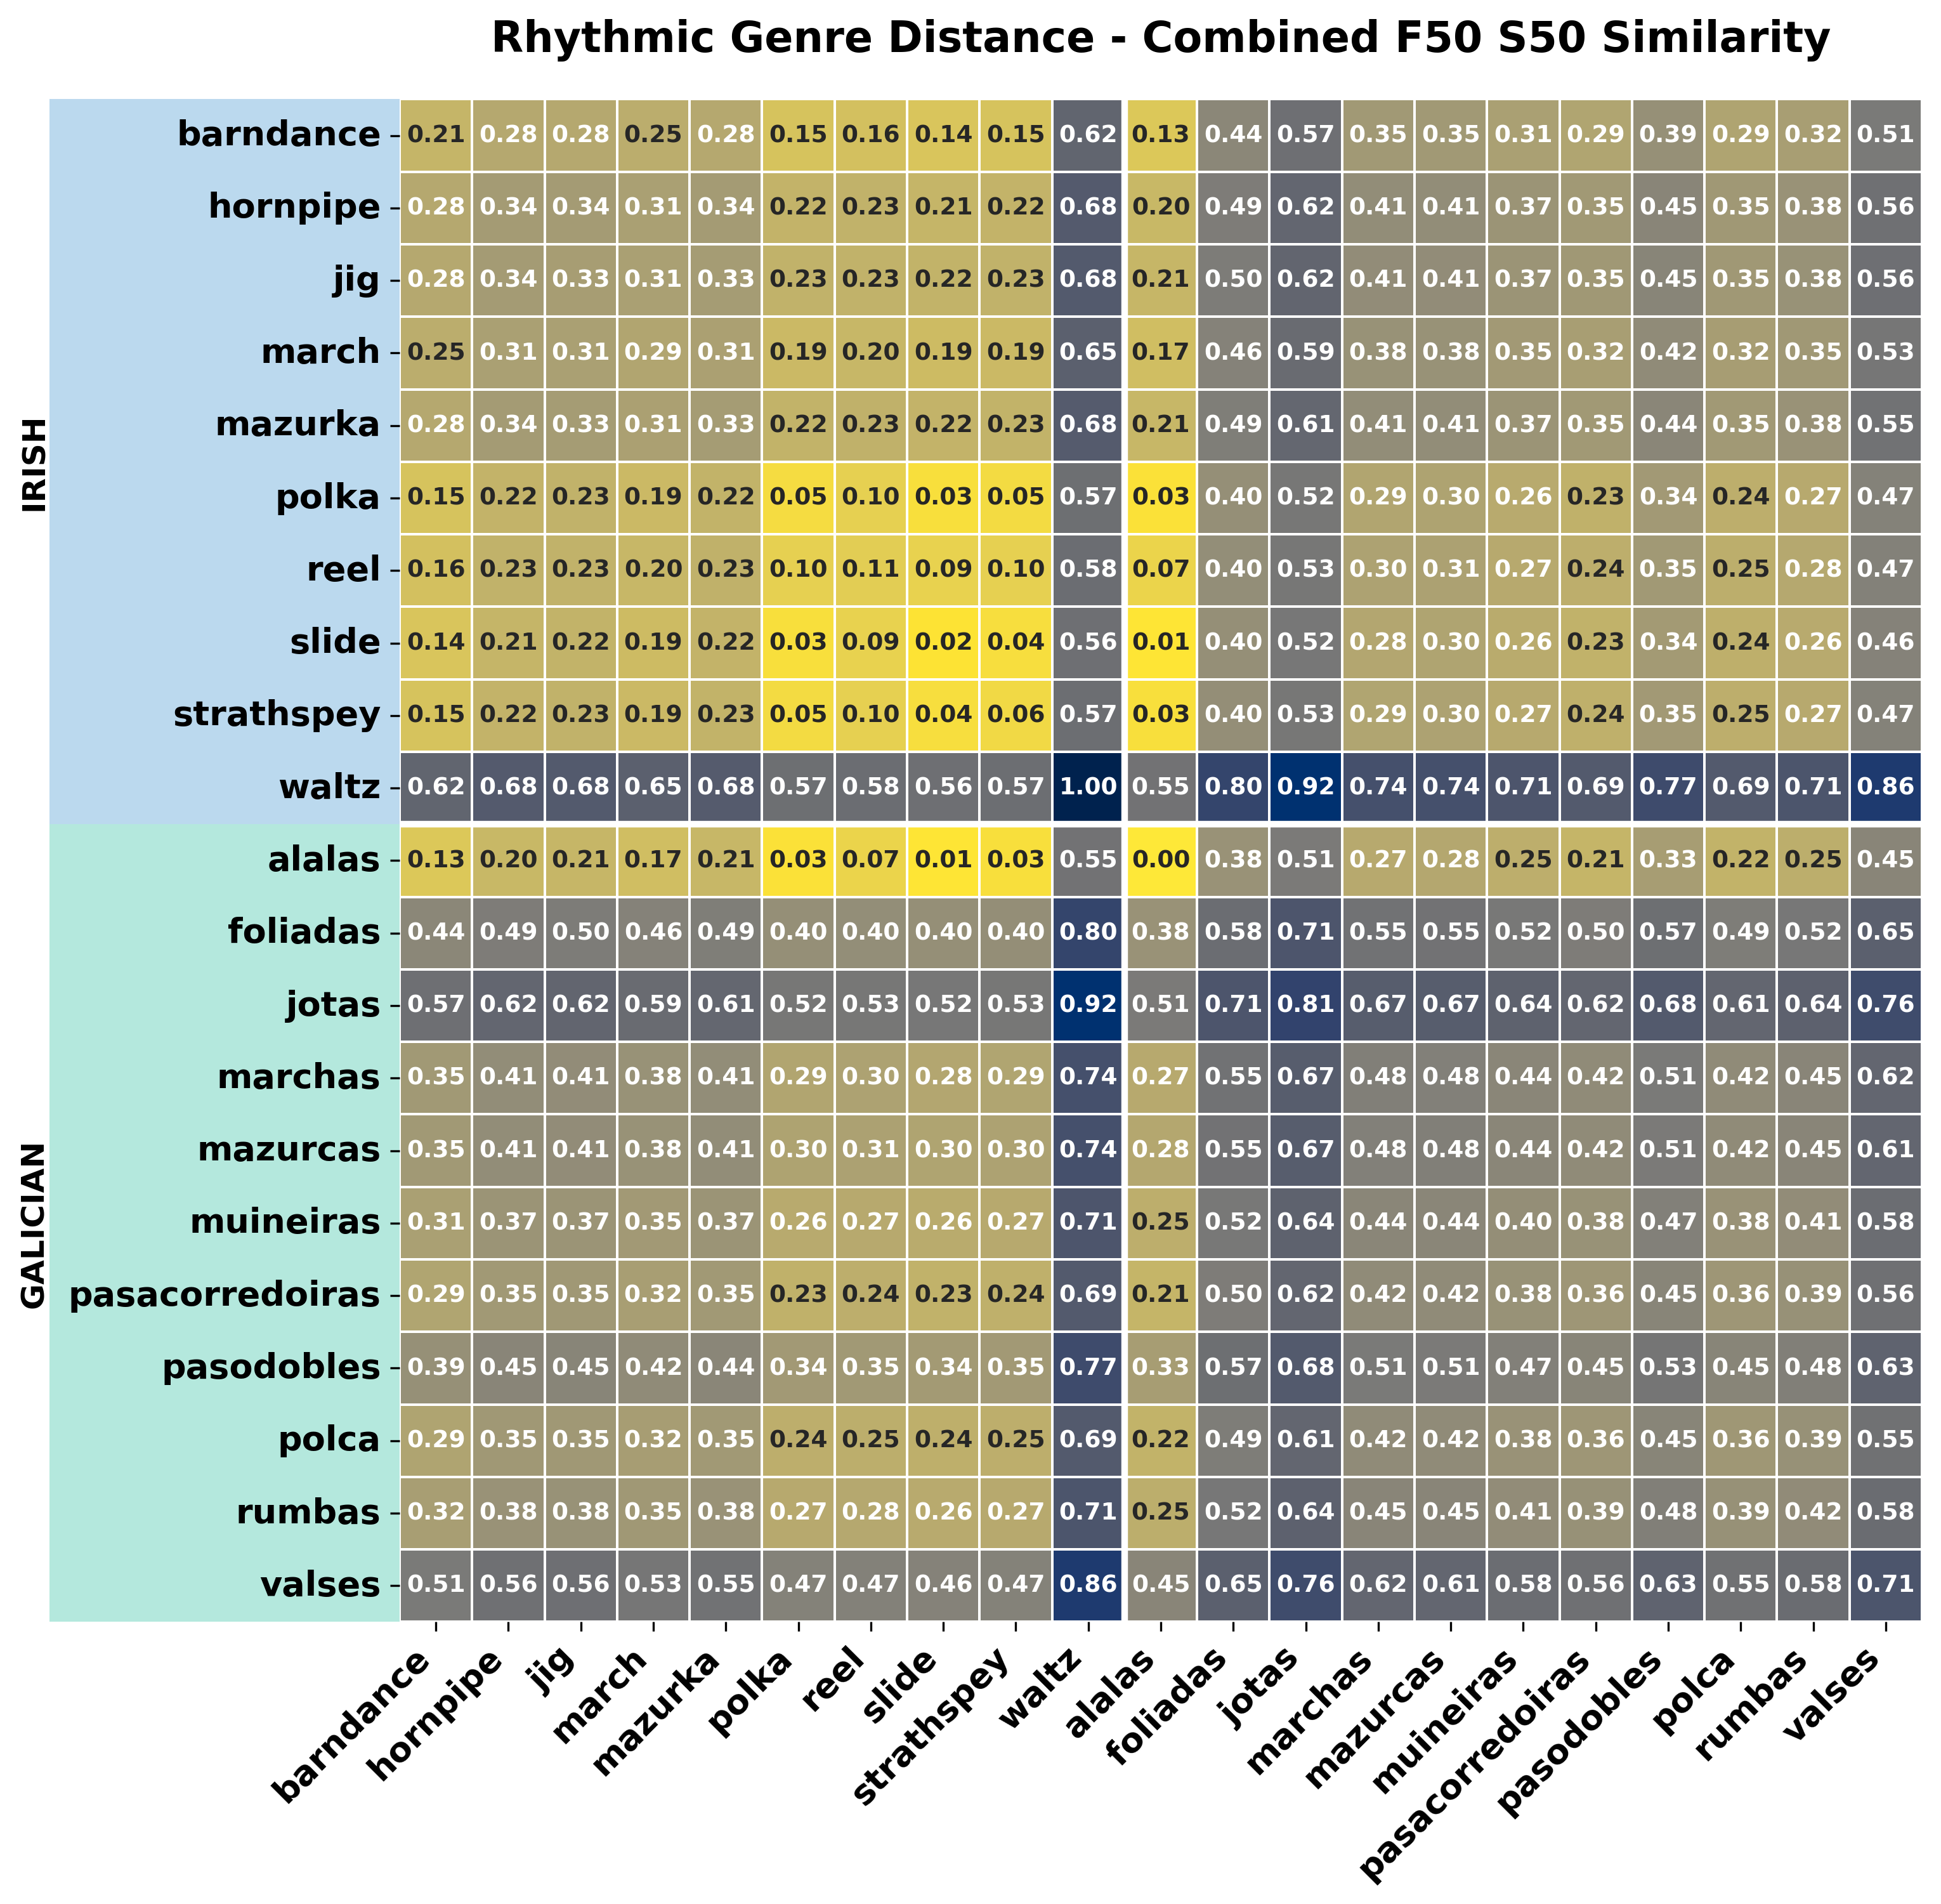 Rhythmic Genre Distance - Combined F50 S50 Similarity
IRISH
GALICIAN
barndance 0.21 0.28 0.28 0.25 0.28 0.15 0.16 0.14 0.15 0.62 0.13 0.44 0.57 0.35 0.35 0.31 0.29 0.39 0.29 0.32 0.51
hornpipe 0.28 0.34 0.34 0.31 0.34 0.22 0.23 0.21 0.22 0.68 0.20 0.49 0.62 0.41 0.41 0.37 0.35 0.45 0.35 0.38 0.56
jig 0.28 0.34 0.33 0.31 0.33 0.23 0.23 0.22 0.23 0.68 0.21 0.50 0.62 0.41 0.41 0.37 0.35 0.45 0.35 0.38 0.56
march 0.25 0.31 0.31 0.29 0.31 0.19 0.20 0.19 0.19 0.65 0.17 0.46 0.59 0.38 0.38 0.35 0.32 0.42 0.32 0.35 0.53
mazurka 0.28 0.34 0.33 0.31 0.33 0.22 0.23 0.22 0.23 0.68 0.21 0.49 0.61 0.41 0.41 0.37 0.35 0.44 0.35 0.38 0.55
polka 0.15 0.22 0.23 0.19 0.22 0.05 0.10 0.03 0.05 0.57 0.03 0.40 0.52 0.29 0.30 0.26 0.23 0.34 0.24 0.27 0.47
reel 0.16 0.23 0.23 0.20 0.23 0.10 0.11 0.09 0.10 0.58 0.07 0.40 0.53 0.30 0.31 0.27 0.24 0.35 0.25 0.28 0.47
slide 0.14 0.21 0.22 0.19 0.22 0.03 0.09 0.02 0.04 0.56 0.01 0.40 0.52 0.28 0.30 0.26 0.23 0.34 0.24 0.26 0.46
strathspey 0.15 0.22 0.23 0.19 0.23 0.05 0.10 0.04 0.06 0.57 0.03 0.40 0.53 0.29 0.30 0.27 0.24 0.35 0.25 0.27 0.47
waltz 0.62 0.68 0.68 0.65 0.68 0.57 0.58 0.56 0.57 1.00 0.55 0.80 0.92 0.74 0.74 0.71 0.69 0.77 0.69 0.71 0.86
alalas 0.13 0.20 0.21 0.17 0.21 0.03 0.07 0.01 0.03 0.55 0.00 0.38 0.51 0.27 0.28 0.25 0.21 0.33 0.22 0.25 0.45
foliadas 0.44 0.49 0.50 0.46 0.49 0.40 0.40 0.40 0.40 0.80 0.38 0.58 0.71 0.55 0.55 0.52 0.50 0.57 0.49 0.52 0.65
jotas 0.57 0.62 0.62 0.59 0.61 0.52 0.53 0.52 0.53 0.92 0.51 0.71 0.81 0.67 0.67 0.64 0.62 0.68 0.61 0.64 0.76
marchas 0.35 0.41 0.41 0.38 0.41 0.29 0.30 0.28 0.29 0.74 0.27 0.55 0.67 0.48 0.48 0.44 0.42 0.51 0.42 0.45 0.62
mazurcas 0.35 0.41 0.41 0.38 0.41 0.30 0.31 0.30 0.30 0.74 0.28 0.55 0.67 0.48 0.48 0.44 0.42 0.51 0.42 0.45 0.61
muineiras 0.31 0.37 0.37 0.35 0.37 0.26 0.27 0.26 0.27 0.71 0.25 0.52 0.64 0.44 0.44 0.40 0.38 0.47 0.38 0.41 0.58
pasacorredoiras 0.29 0.35 0.35 0.32 0.35 0.23 0.24 0.23 0.24 0.69 0.21 0.50 0.62 0.42 0.42 0.38 0.36 0.45 0.36 0.39 0.56
pasodobles 0.39 0.45 0.45 0.42 0.44 0.34 0.35 0.34 0.35 0.77 0.33 0.57 0.68 0.51 0.51 0.47 0.45 0.53 0.45 0.48 0.63
polca 0.29 0.35 0.35 0.32 0.35 0.24 0.25 0.24 0.25 0.69 0.22 0.49 0.61 0.42 0.42 0.38 0.36 0.45 0.36 0.39 0.55
rumbas 0.32 0.38 0.38 0.35 0.38 0.27 0.28 0.26 0.27 0.71 0.25 0.52 0.64 0.45 0.45 0.41 0.39 0.48 0.39 0.42 0.58
valses 0.51 0.56 0.56 0.53 0.55 0.47 0.47 0.46 0.47 0.86 0.45 0.65 0.76 0.62 0.61 0.58 0.56 0.63 0.55 0.58 0.71
barndance hornpipe jig march mazurka polka reel slide strathspey waltz alalas foliadas jotas marchas mazurcas muineiras pasacorredoiras pasodobles polca rumbas valses